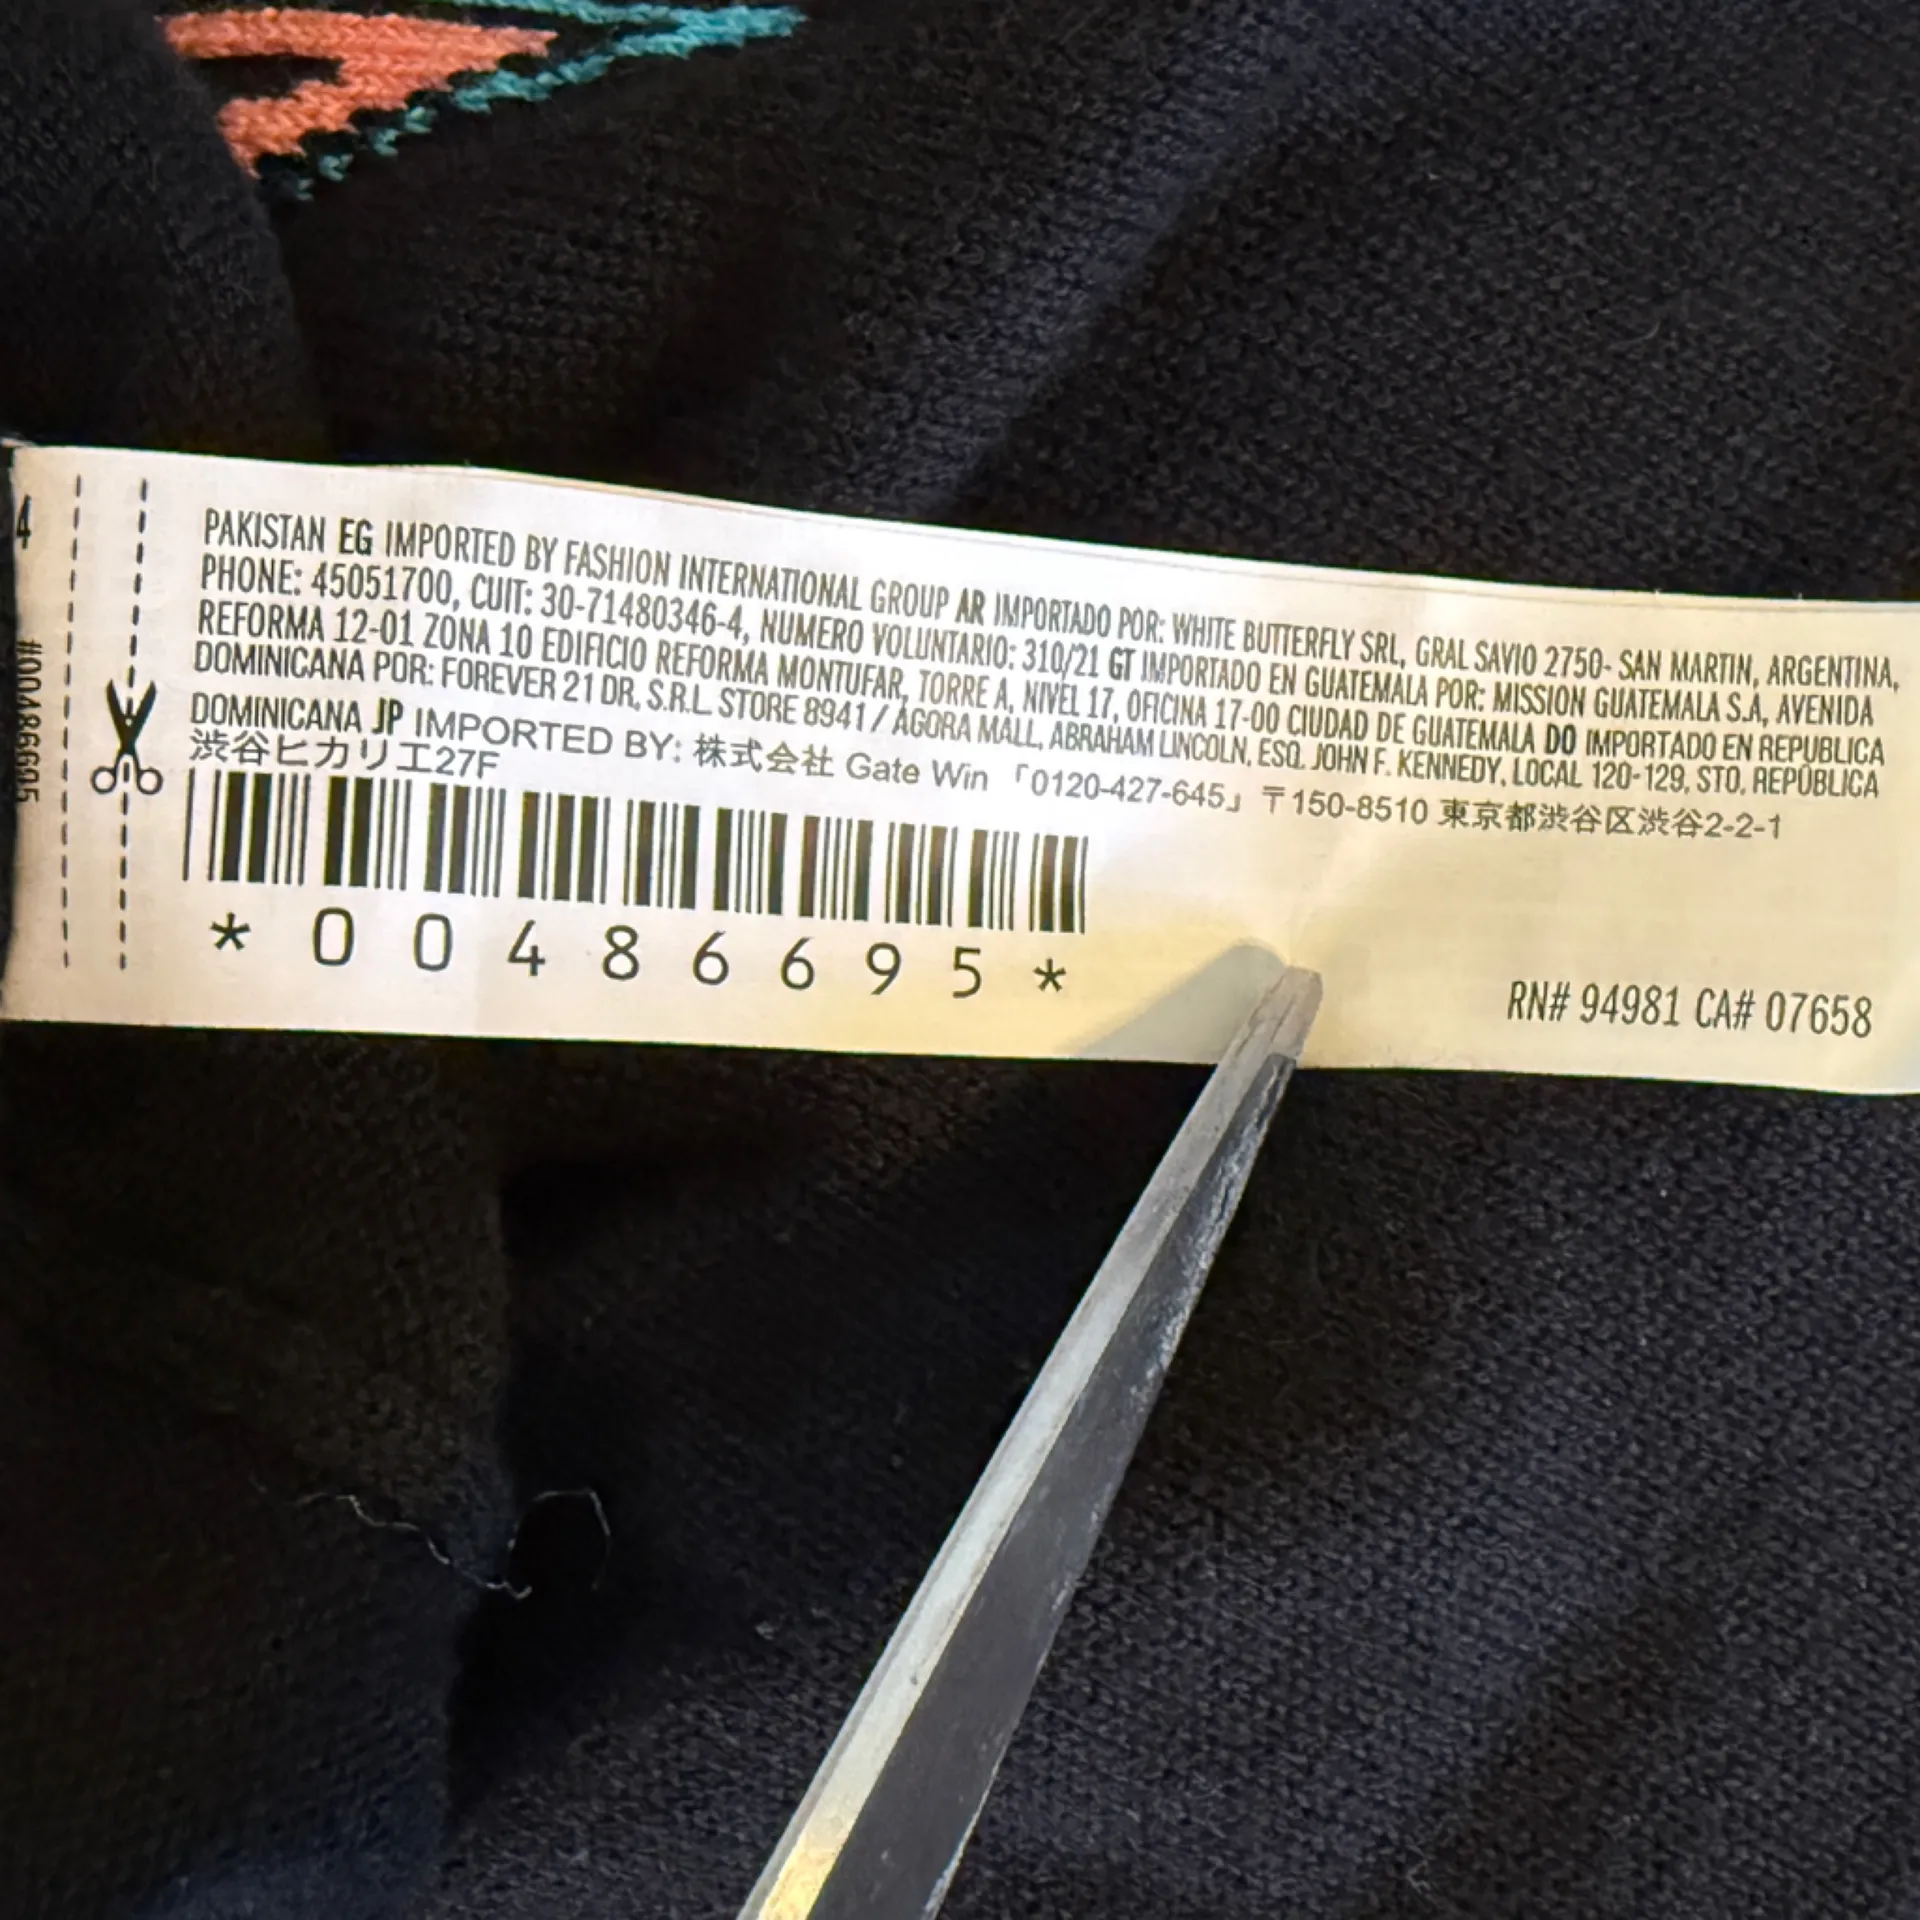 4
#00486695
PAKISTAN EG IMPORTED BY FASHION INTERNATIONAL GROUP AR IMPORTADO POR: WHITE BUTTERFLY SRL, GRAL SAVIO 2750- SAN MARTIN, ARGENTINA,
PHONE: 45051700, CUIT: 30-71480346-4, NUMERO VOLUNTARIO: 310/21 GT IMPORTADO EN GUATEMALA POR: MISSION GUATEMALA S.A, AVENIDA
REFORMA 12-01 ZONA 10 EDIFICIO REFORMA MONTUFAR, TORRE A, NIVEL 17, OFICINA 17-00 CIUDAD DE GUATEMALA DO IMPORTADO EN REPUBLICA
DOMINICANA POR: FOREVER 21 DR, S.R.L. STORE 8941 / ÁGORA MALL, ABRAHAM LINCOLN, ESQ. JOHN F. KENNEDY, LOCAL 120-129, STO. REPÚBLICA
DOMINICANA JP IMPORTED BY: 株式会社 Gate Win 「0120-427-645」 〒150-8510 東京都渋谷区渋谷2-2-1
渋谷ヒカリエ27F
*00486695*
RN# 94981 CA# 07658